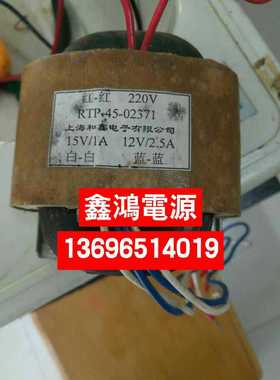 红-红 220V
RTP-45-02371
上海和鑫电子有限公司
15V/1A 12V/2.5A
白-白 蓝-蓝
鑫鴻電源
13696514019